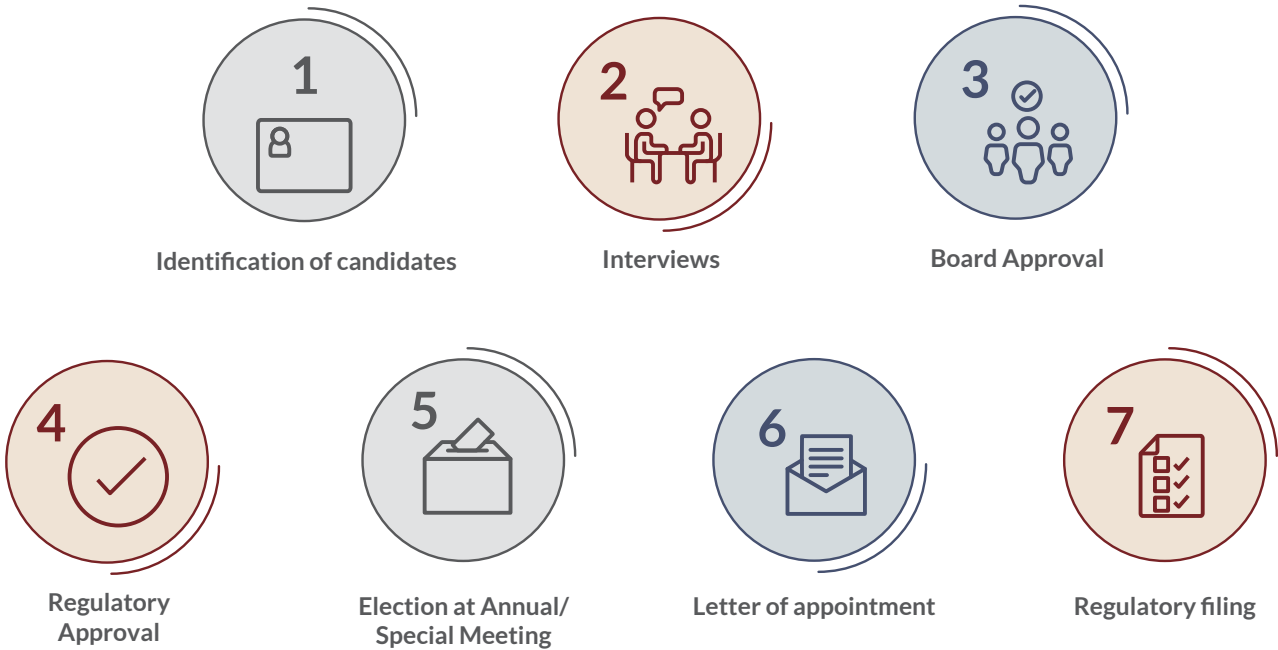 1
Identification of candidates
2
Interviews
3
Board Approval
4
Regulatory
Approval
5
Election at Annual/
Special Meeting
6
Letter of appointment
7
Regulatory filing